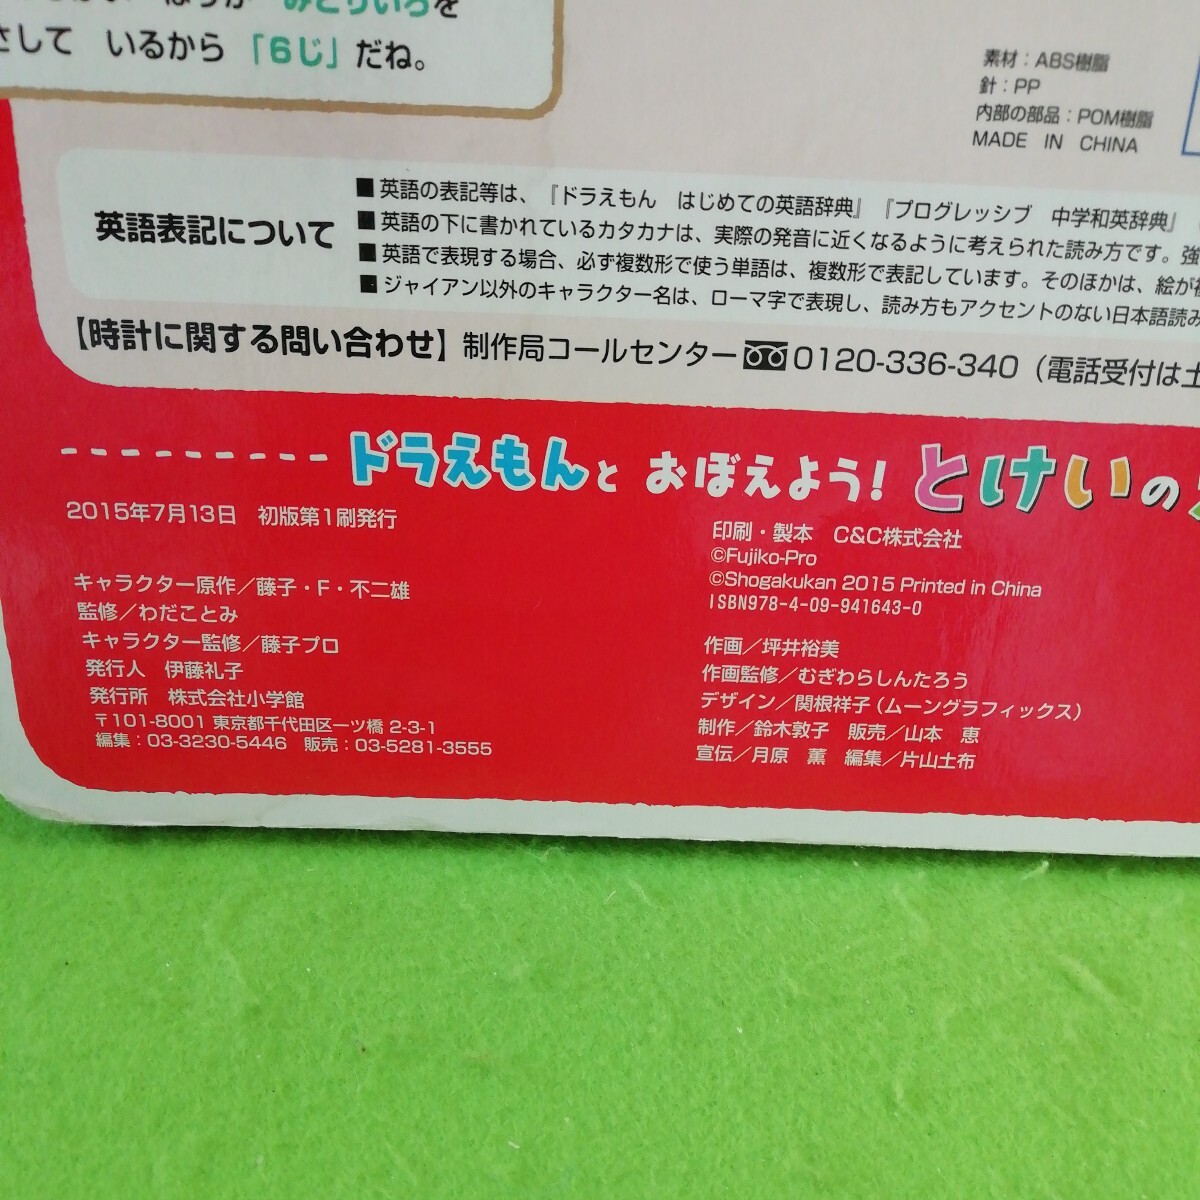 みどりいろを
さして いるから 「6じ」だね。
素材：ABS樹脂
針：PP
内部の部品：POM樹脂
MADE IN CHINA
英語表記について
■英語の表記等は、『ドラえもん はじめての英語辞典』『プログレッシブ 中学和英辞典』
■英語の下に書かれているカタカナは、実際の発音に近くなるように考えられた読み方です。強
■英語で表現する場合、必ず複数形で使う単語は、複数形で表記しています。そのほかは、絵が複
■ジャイアン以外のキャラクター名は、ローマ字で表現し、読み方もアクセントのない日本語読み
【時計に関する問い合わせ】制作局コールセンター 0120-336-340（電話受付は土
ドラえもんと おぼえよう! とけいの
2015年7月13日 初版第1刷発行
キャラクター原作／藤子・F・不二雄
監修／わだことみ
キャラクター監修／藤子プロ
発行人 伊藤礼子
発行所 株式会社小学館
〒101-8001 東京都千代田区一ツ橋 2-3-1
編集：03-3230-5446 販売：03-5281-3555
印刷・製本 C&C株式会社
©Fujiko-Pro
©Shogakukan 2015 Printed in China
ISBN978-4-09-941643-0
作画／坪井裕美
作画監修／むぎわらしんたろう
デザイン／関根祥子（ムーングラフィックス）
制作／鈴木敦子 販売／山本 恵
宣伝／月原 薫 編集／片山土布